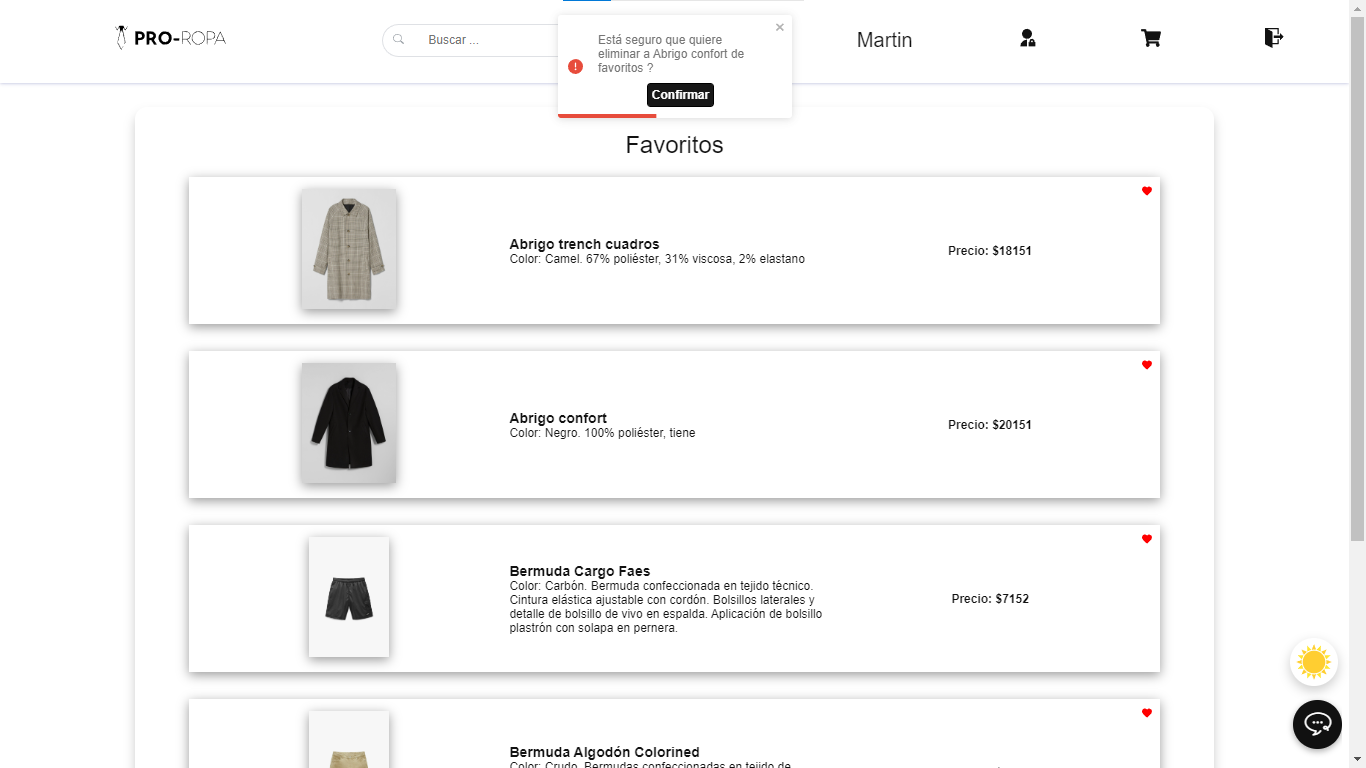 PRO-ROPA
Buscar ...
Está seguro que quiere
eliminar a Abrigo confort de
favoritos ?
Confirmar
Martin
Favoritos
Abrigo trench cuadros
Color: Camel. 67% poliéster, 31% viscosa, 2% elastano
Precio: $18151
Abrigo confort
Color: Negro. 100% poliéster, tiene
Precio: $20151
Bermuda Cargo Faes
Color: Carbón. Bermuda confeccionada en tejido técnico.
Cintura elástica ajustable con cordón. Bolsillos laterales y
detalle de bolsillo de vivo en espalda. Aplicación de bolsillo
plastrón con solapa en pernera.
Precio: $7152
Bermuda Algodón Colorined
Color: Crudo. Bermudas confeccionadas en tejido de